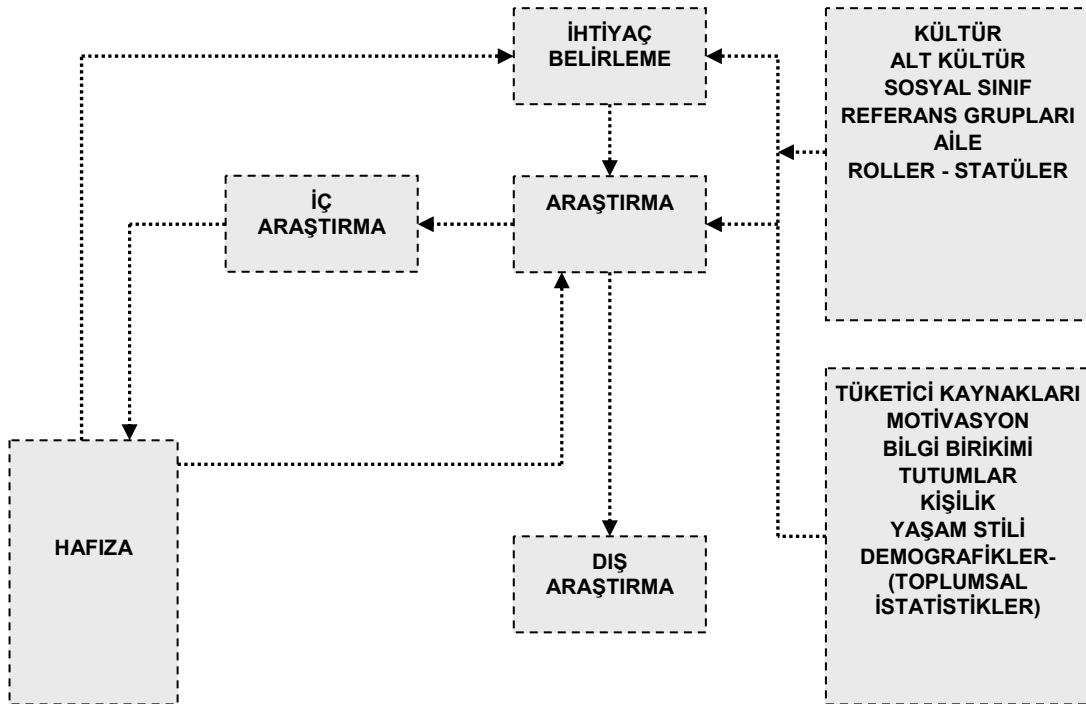 İHTİYAÇ
BELİRLEME
KÜLTÜR
ALT KÜLTÜR
SOSYAL SINIF
REFERANS GRUPLARI
AİLE
ROLLER - STATÜLER
İÇ
ARAŞTIRMA
ARAŞTIRMA
HAFIZA
DIŞ
ARAŞTIRMA
TÜKETİCİ KAYNAKLARI
MOTİVASYON
BİLGİ BİRİKİMİ
TUTUMLAR
KİŞİLİK
YAŞAM STİLİ
DEMOGRAFİKLER-
(TOPLUMSAL
İSTATİSTİKLER)